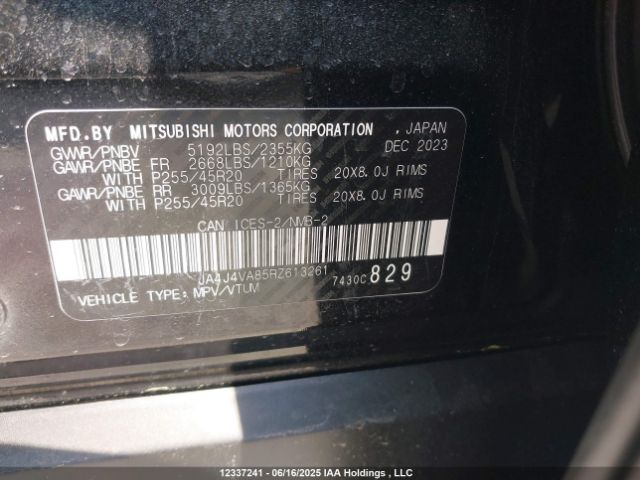 MFD.BY MITSUBISHI MOTORS CORPORATION , JAPAN
GVWR/PNBV 5192LBS/2355KG DEC 2023
GAWR/PNBE FR 2668LBS/1210KG
WITH P255/45R20 TIRES 20X8.0J RIMS
GAWR/PNBE RR 3009LBS/1365KG
WITH P255/45R20 TIRES 20X8.0J RIMS
CAN ICES-2/NMB-2
JA4J4VA85RZ613261 7430C 829
VEHICLE TYPE: MPV/VTUM
12337241 - 06/16/2025 IAA Holdings , LLC